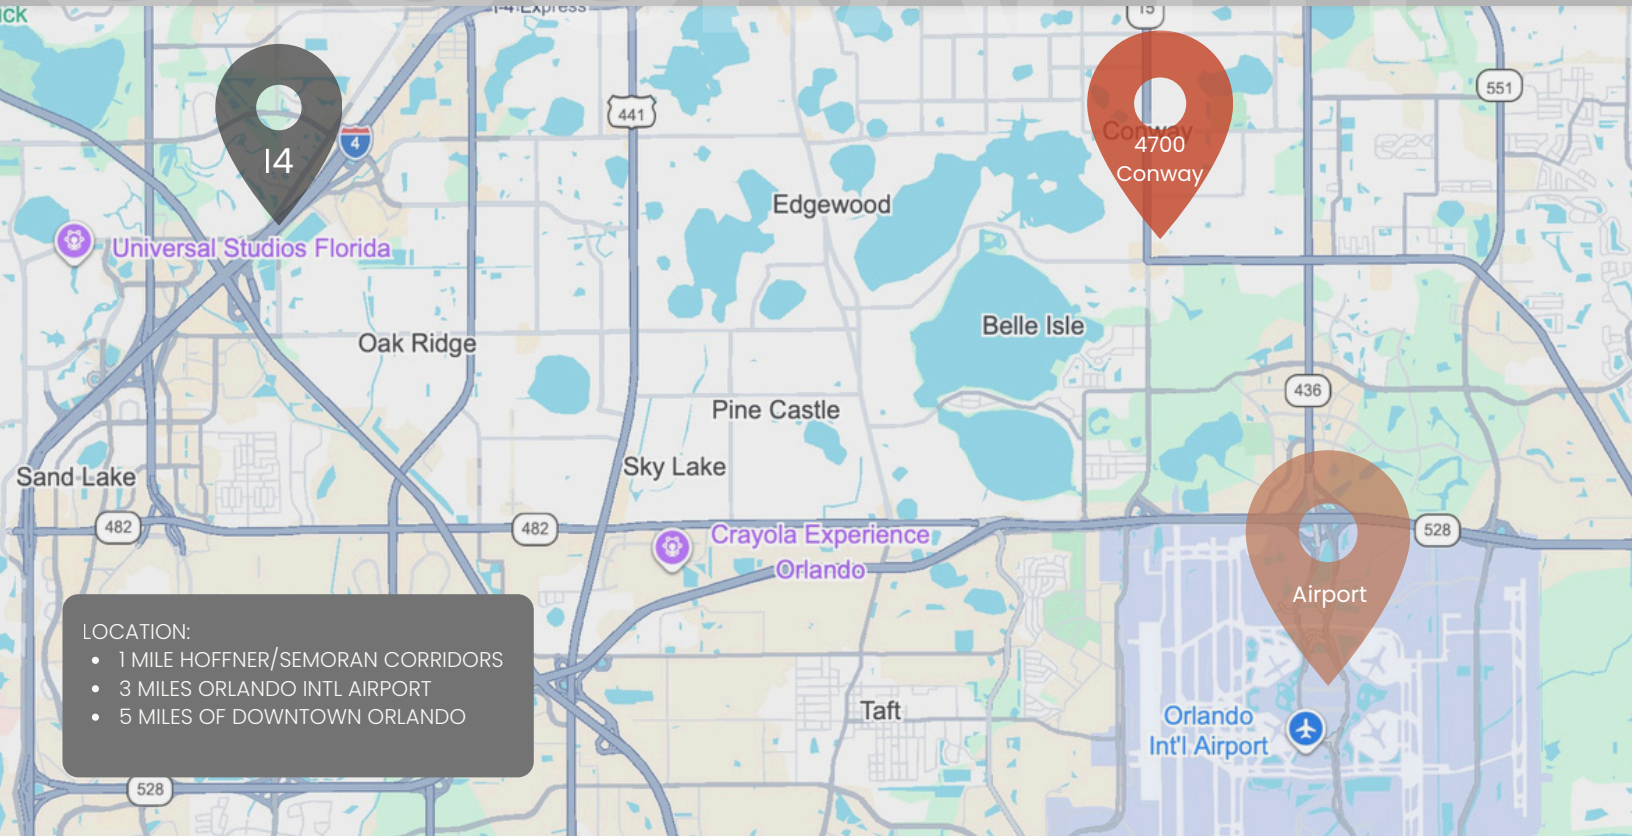 ick
I-4 Express
15
441
551
4
I4
Conway
4700
Conway
Edgewood
Universal Studios Florida
Belle Isle
Oak Ridge
436
Pine Castle
Sky Lake
Sand Lake
482
482
528
Crayola Experience
Orlando
Airport
LOCATION:
• 1 MILE HOFFNER/SEMORAN CORRIDORS
• 3 MILES ORLANDO INTL AIRPORT
• 5 MILES OF DOWNTOWN ORLANDO
Taft
Orlando
Int'l Airport
528